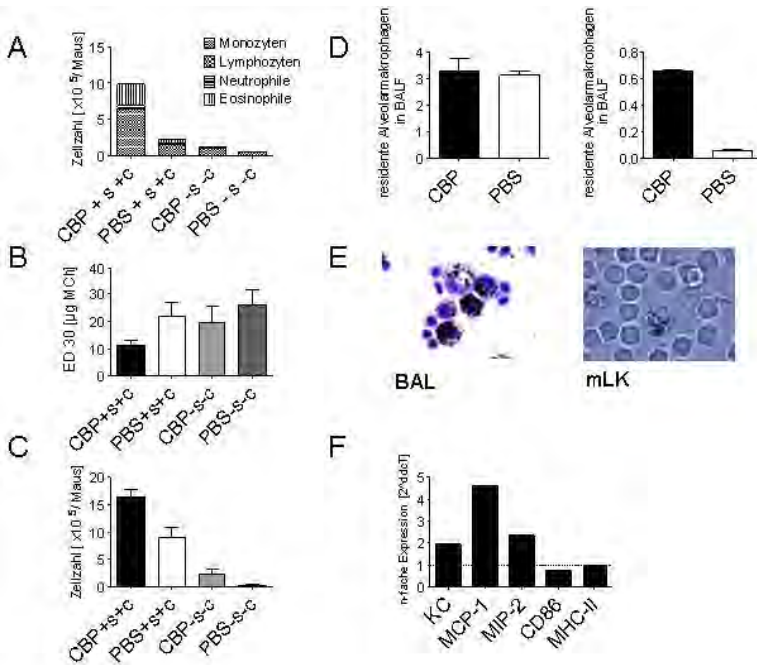 A
Zellzahl [ x10⁻⁵/ Maus]
15
10
5
0
Monozyten
Lymphozyten
Neutrophile
Eosinophile
CBP + s +c
PBS + s +c
CBP -s -c
PBS - s -c
B
ED 30 [µg MCh]
40
30
20
10
0
CBP+s+c
PBS+s+c
CBP-s-c
PBS-s-c
C
Zellzahl [ x10⁻⁵/ Maus]
20
15
10
5
0
CBP+s+c
PBS+s+c
CBP-s-c
PBS-s-c
D
residente Alveolarmakrophagen
in BALF
4
3
2
1
0
CBP
PBS
residente Alveolarmakrophagen
in BALF
0.8
0.6
0.4
0.2
0.0
CBP
PBS
E
BAL
mLK
F
n-fache Expression [2^ddcT]
5
4
3
2
1
0
KC
MCP-1
MIP-2
CD86
MHC-II